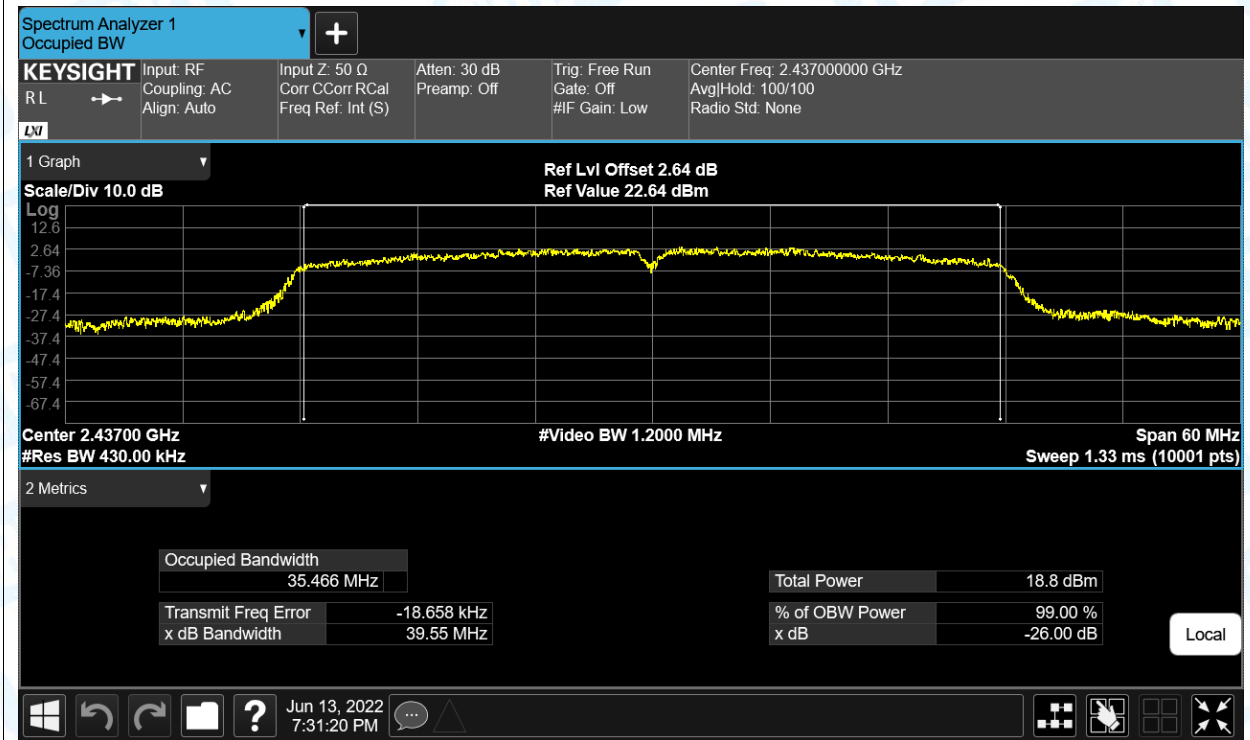 Spectrum Analyzer 1
Occupied BW
KEYSIGHT
R L
LXI
Input: RF
Coupling: AC
Align: Auto
Input Z: 50 Ω
Corr CCorr RCal
Freq Ref: Int (S)
Atten: 30 dB
Preamp: Off
Trig: Free Run
Gate: Off
#IF Gain: Low
Center Freq: 2.437000000 GHz
Avg|Hold: 100/100
Radio Std: None
1 Graph
Scale/Div 10.0 dB
Ref Lvl Offset 2.64 dB
Ref Value 22.64 dBm
Log
12.6
2.64
-7.36
-17.4
-27.4
-37.4
-47.4
-57.4
-67.4
Center 2.43700 GHz
#Res BW 430.00 kHz
#Video BW 1.2000 MHz
Span 60 MHz
Sweep 1.33 ms (10001 pts)
2 Metrics
Occupied Bandwidth
35.466 MHz
Transmit Freq Error -18.658 kHz
x dB Bandwidth 39.55 MHz
Total Power 18.8 dBm
% of OBW Power 99.00 %
x dB -26.00 dB
Local
?
Jun 13, 2022
7:31:20 PM